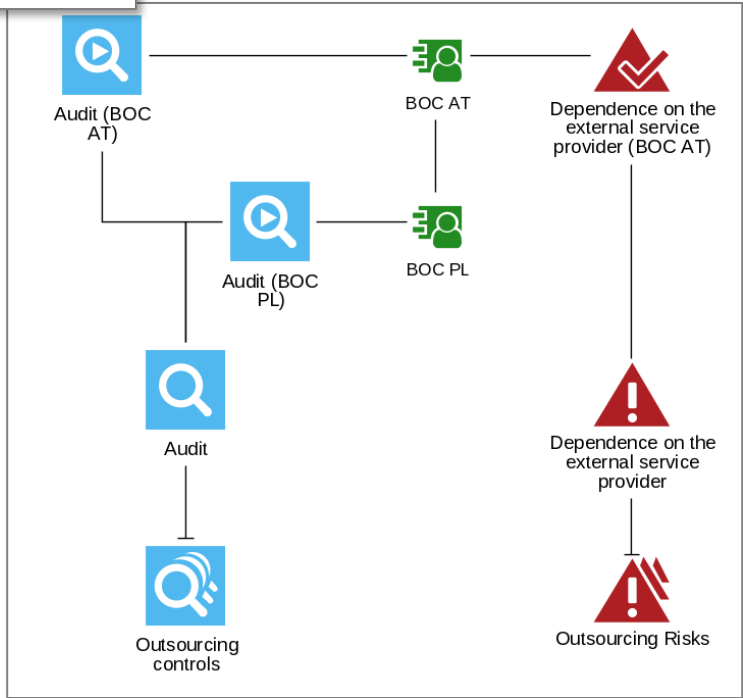 Audit (BOC
AT)
BOC AT
Dependence on the
external service
provider (BOC AT)
Audit (BOC
PL)
BOC PL
Audit
Dependence on the
external service
provider
Outsourcing
controls
Outsourcing Risks